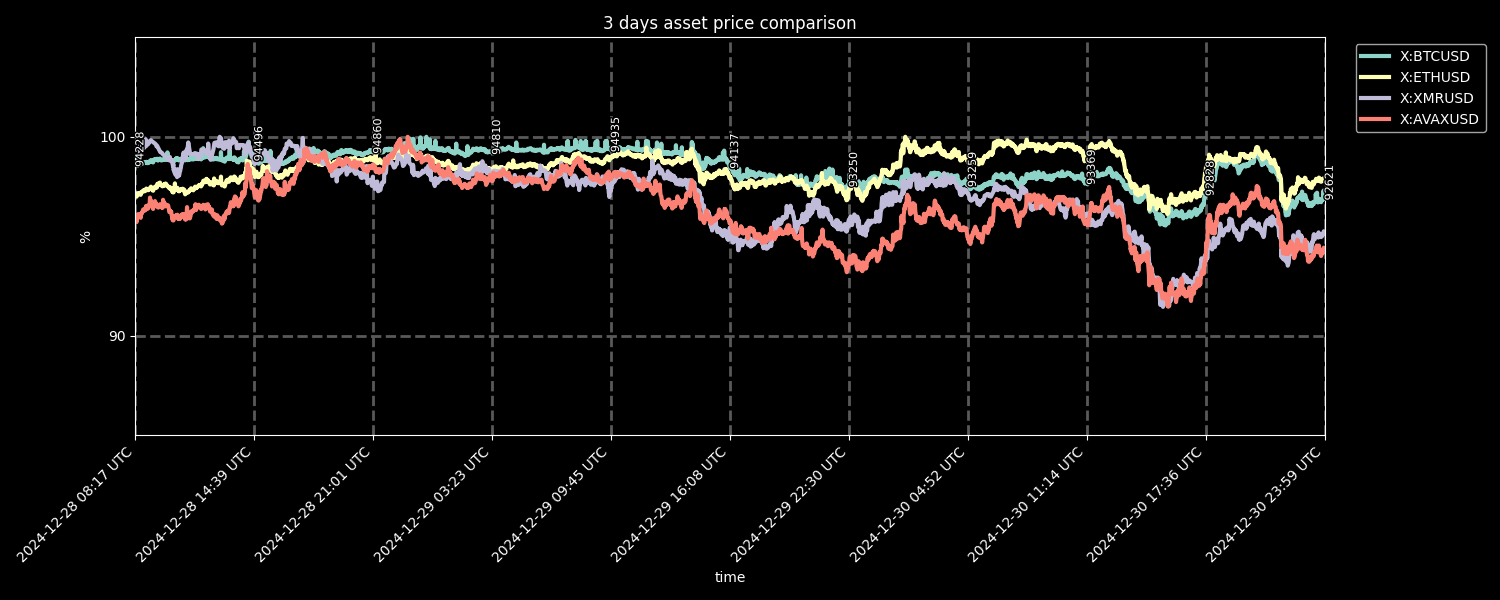 3 days asset price comparison
X:BTCUSD
X:ETHUSD
X:XMRUSD
X:AVAXUSD
100
90
%
94228
94496
94860
94810
94935
94137
93250
93259
93369
92828
92621
2024-12-28 08:17 UTC
2024-12-28 14:39 UTC
2024-12-28 21:01 UTC
2024-12-29 03:23 UTC
2024-12-29 09:45 UTC
2024-12-29 16:08 UTC
2024-12-29 22:30 UTC
2024-12-30 04:52 UTC
2024-12-30 11:14 UTC
2024-12-30 17:36 UTC
2024-12-30 23:59 UTC
time